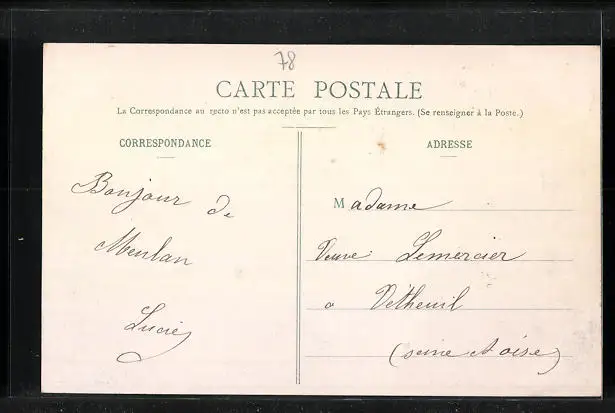 78
CARTE POSTALE
La Correspondance au recto n'est pas acceptée par tous les Pays Étrangers. (Se renseigner à la Poste.)
CORRESPONDANCE
ADRESSE
Bonjour de
Meulan
Lucie
Madame
Veuve Lemercier
a Vétheuil
(seine et oise)